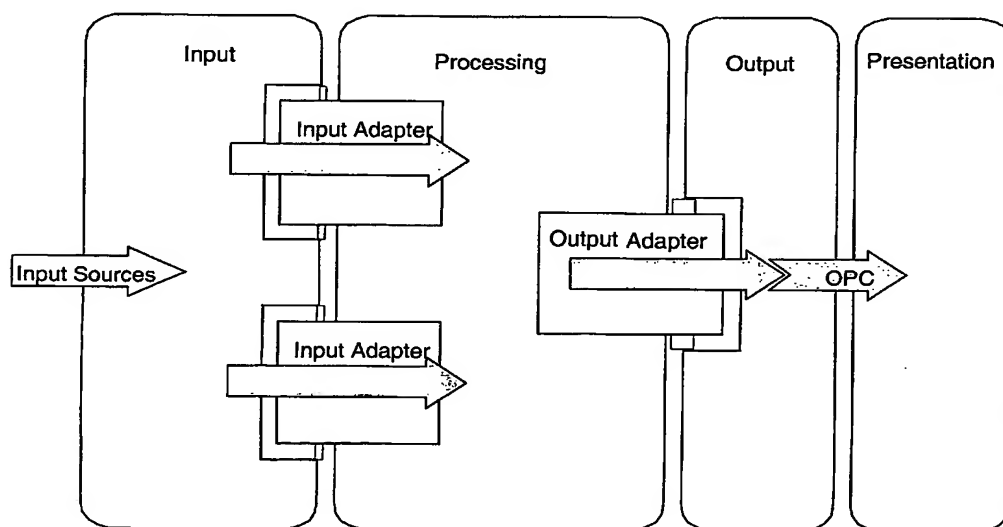 Input
Processing
Output
Presentation
Input Adapter
Output Adapter
Input Sources
OPC
Input Adapter